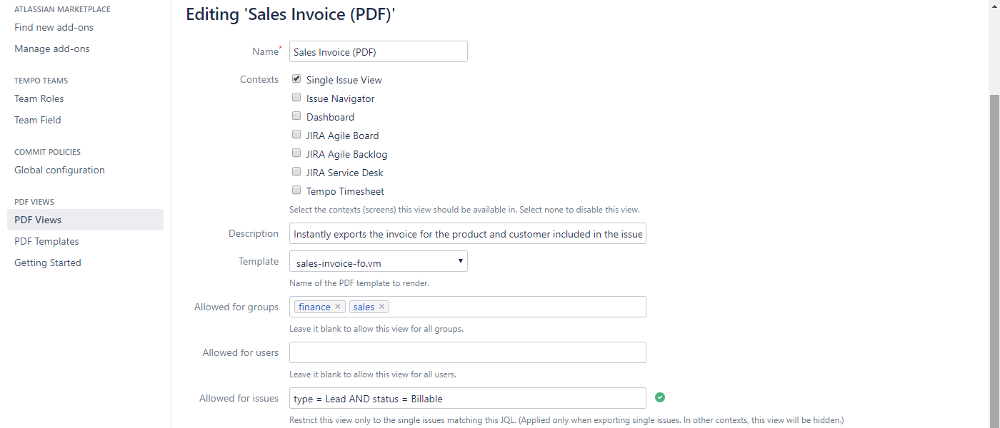 ATLASSIAN MARKETPLACE
Find new add-ons
Manage add-ons
TEMPO TEAMS
Team Roles
Team Field
COMMIT POLICIES
Global configuration
PDF VIEWS
PDF Views
PDF Templates
Getting Started
Editing 'Sales Invoice (PDF)'
Name* Sales Invoice (PDF)
Contexts Single Issue View
Issue Navigator
Dashboard
JIRA Agile Board
JIRA Agile Backlog
JIRA Service Desk
Tempo Timesheet
Select the contexts (screens) this view should be available in. Select none to disable this view.
Description Instantly exports the invoice for the product and customer included in the issue
Template sales-invoice-fo.vm
Name of the PDF template to render.
Allowed for groups finance × sales ×
Leave it blank to allow this view for all groups.
Allowed for users
Leave it blank to allow this view for all users.
Allowed for issues type = Lead AND status = Billable
Restrict this view only to the single issues matching this JQL. (Applied only when exporting single issues. In other contexts, this view will be hidden.)